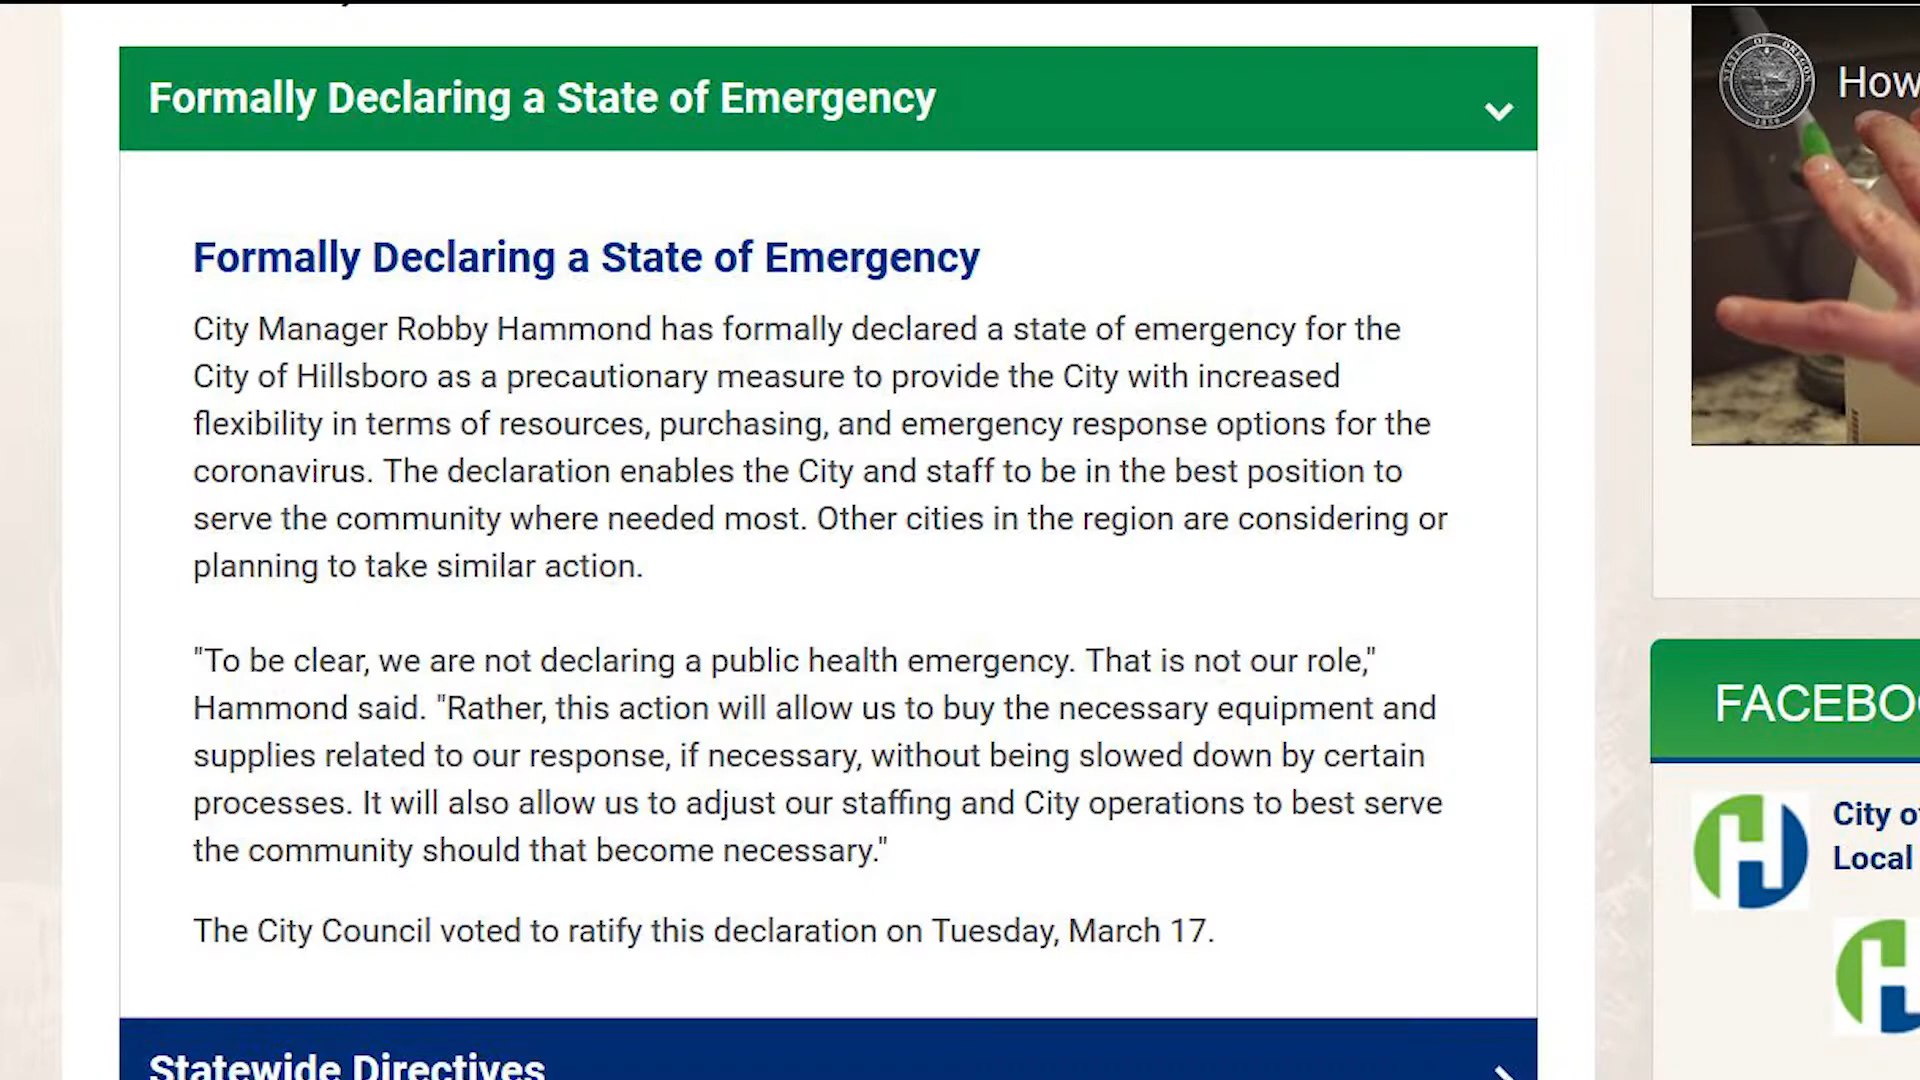 Formally Declaring a State of Emergency
Formally Declaring a State of Emergency
City Manager Robby Hammond has formally declared a state of emergency for the
City of Hillsboro as a precautionary measure to provide the City with increased
flexibility in terms of resources, purchasing, and emergency response options for the
coronavirus. The declaration enables the City and staff to be in the best position to
serve the community where needed most. Other cities in the region are considering or
planning to take similar action.
"To be clear, we are not declaring a public health emergency. That is not our role,"
Hammond said. "Rather, this action will allow us to buy the necessary equipment and
supplies related to our response, if necessary, without being slowed down by certain
processes. It will also allow us to adjust our staffing and City operations to best serve
the community should that become necessary."
The City Council voted to ratify this declaration on Tuesday, March 17.
Statewide Directives
STATE OF OREGON
1859
How
FACEBO
City of
Local